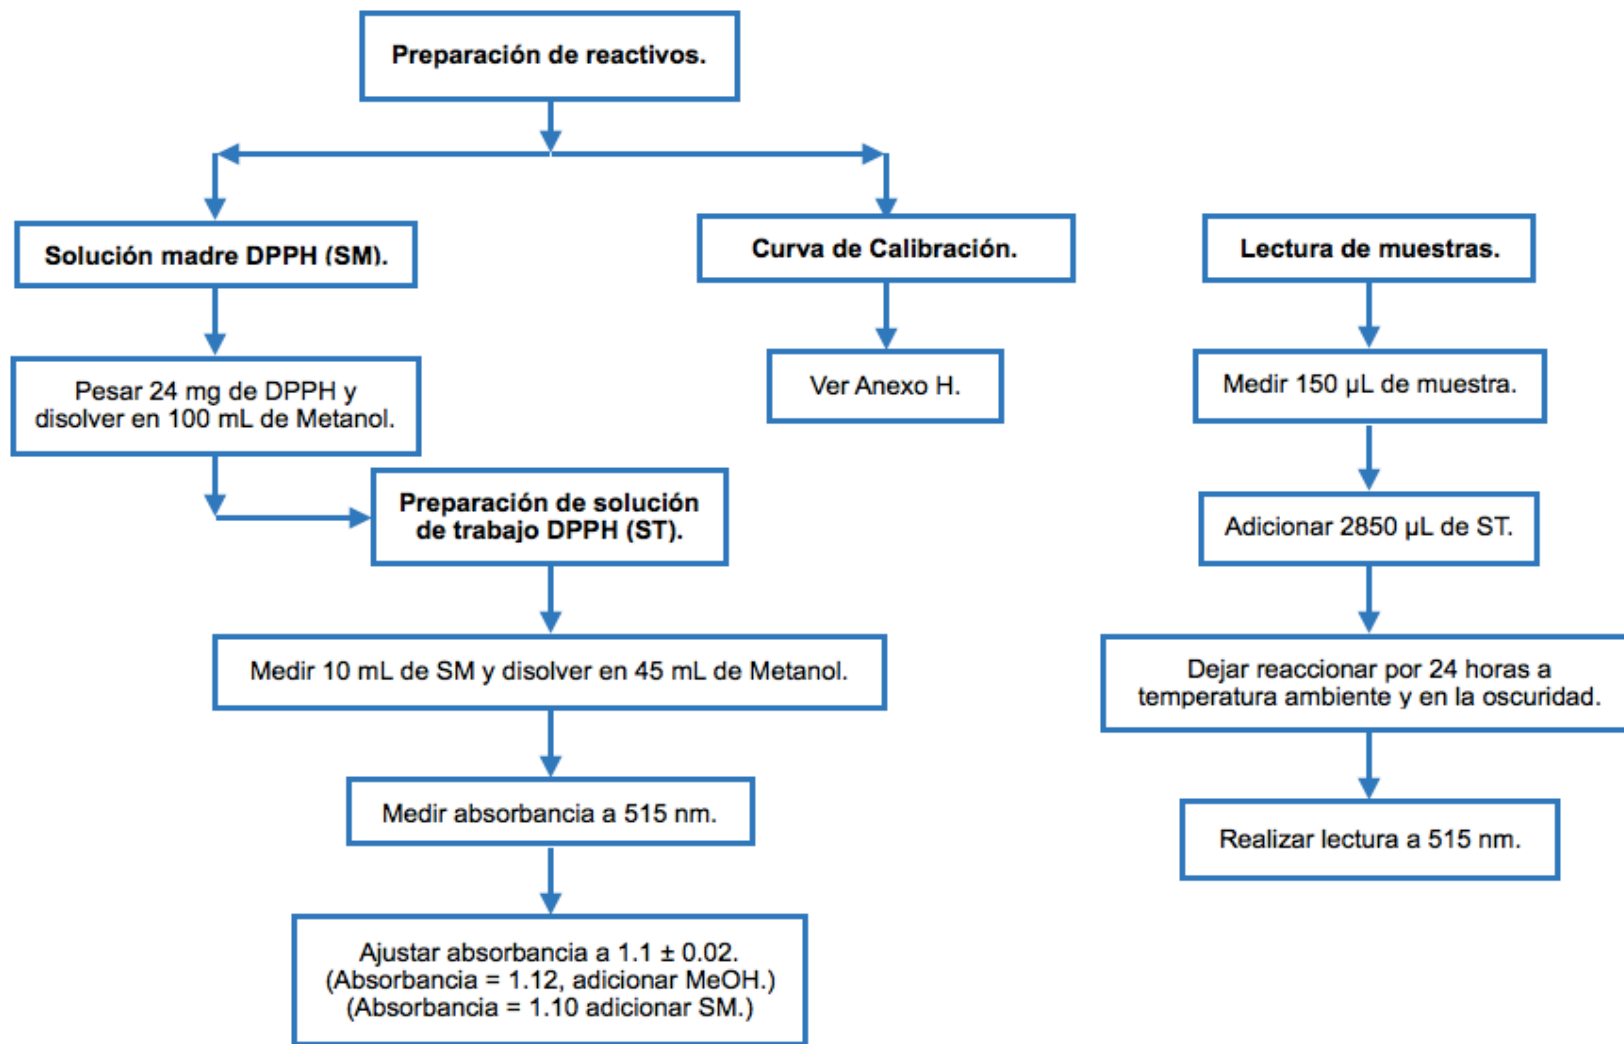 Preparación de reactivos.
Solución madre DPPH (SM).
Pesar 24 mg de DPPH y
disolver en 100 mL de Metanol.
Preparación de solución
de trabajo DPPH (ST).
Medir 10 mL de SM y disolver en 45 mL de Metanol.
Medir absorbancia a 515 nm.
Ajustar absorbancia a 1.1 ± 0.02.
(Absorbancia = 1.12, adicionar MeOH.)
(Absorbancia = 1.10 adicionar SM.)
Curva de Calibración.
Ver Anexo H.
Lectura de muestras.
Medir 150 µL de muestra.
Adicionar 2850 µL de ST.
Dejar reaccionar por 24 horas a
temperatura ambiente y en la oscuridad.
Realizar lectura a 515 nm.